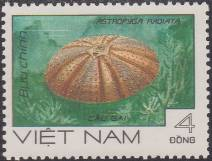 ASTROPYGA RADIATA
Bưu chính
CẦU GAI
VIỆT NAM
4
ĐỒNG